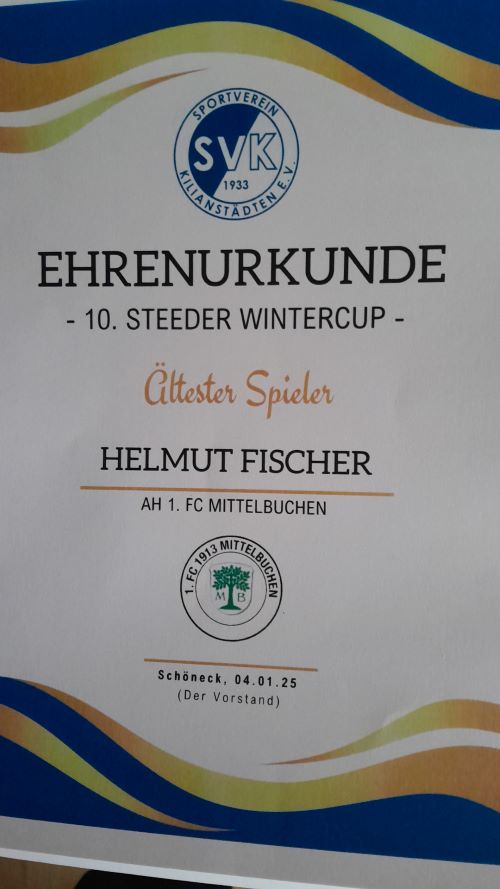 SPORTVEREIN
SVK
1933
KILIANSTÄDTEN E.V.
EHRENURKUNDE
- 10. STEEDER WINTERCUP -
Ältester Spieler
HELMUT FISCHER
AH 1. FC MITTELBUCHEN
1. FC 1913 MITTELBUCHEN
M B
Schöneck, 04.01.25
(Der Vorstand)